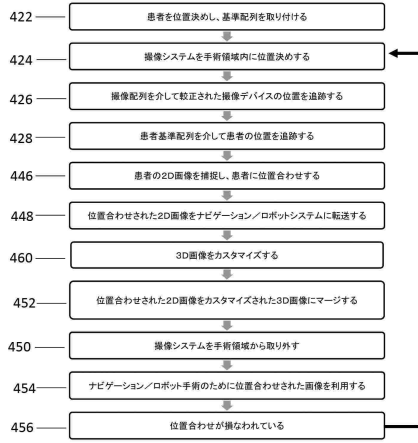 422 患者を位置決めし、基準配列を取り付ける
424 撮像システムを手術領域内に位置決めする
426 撮像配列を介して較正された撮像デバイスの位置を追跡する
428 患者基準配列を介して患者の位置を追跡する
446 患者の2D画像を捕捉し、患者に位置合わせする
448 位置合わせされた2D画像をナビゲーション／ロボットシステムに転送する
460 3D画像をカスタマイズする
452 位置合わせされた2D画像をカスタマイズされた3D画像にマージする
450 撮像システムを手術領域から取り外す
454 ナビゲーション／ロボット手術のために位置合わせされた画像を利用する
456 位置合わせが損なわれている